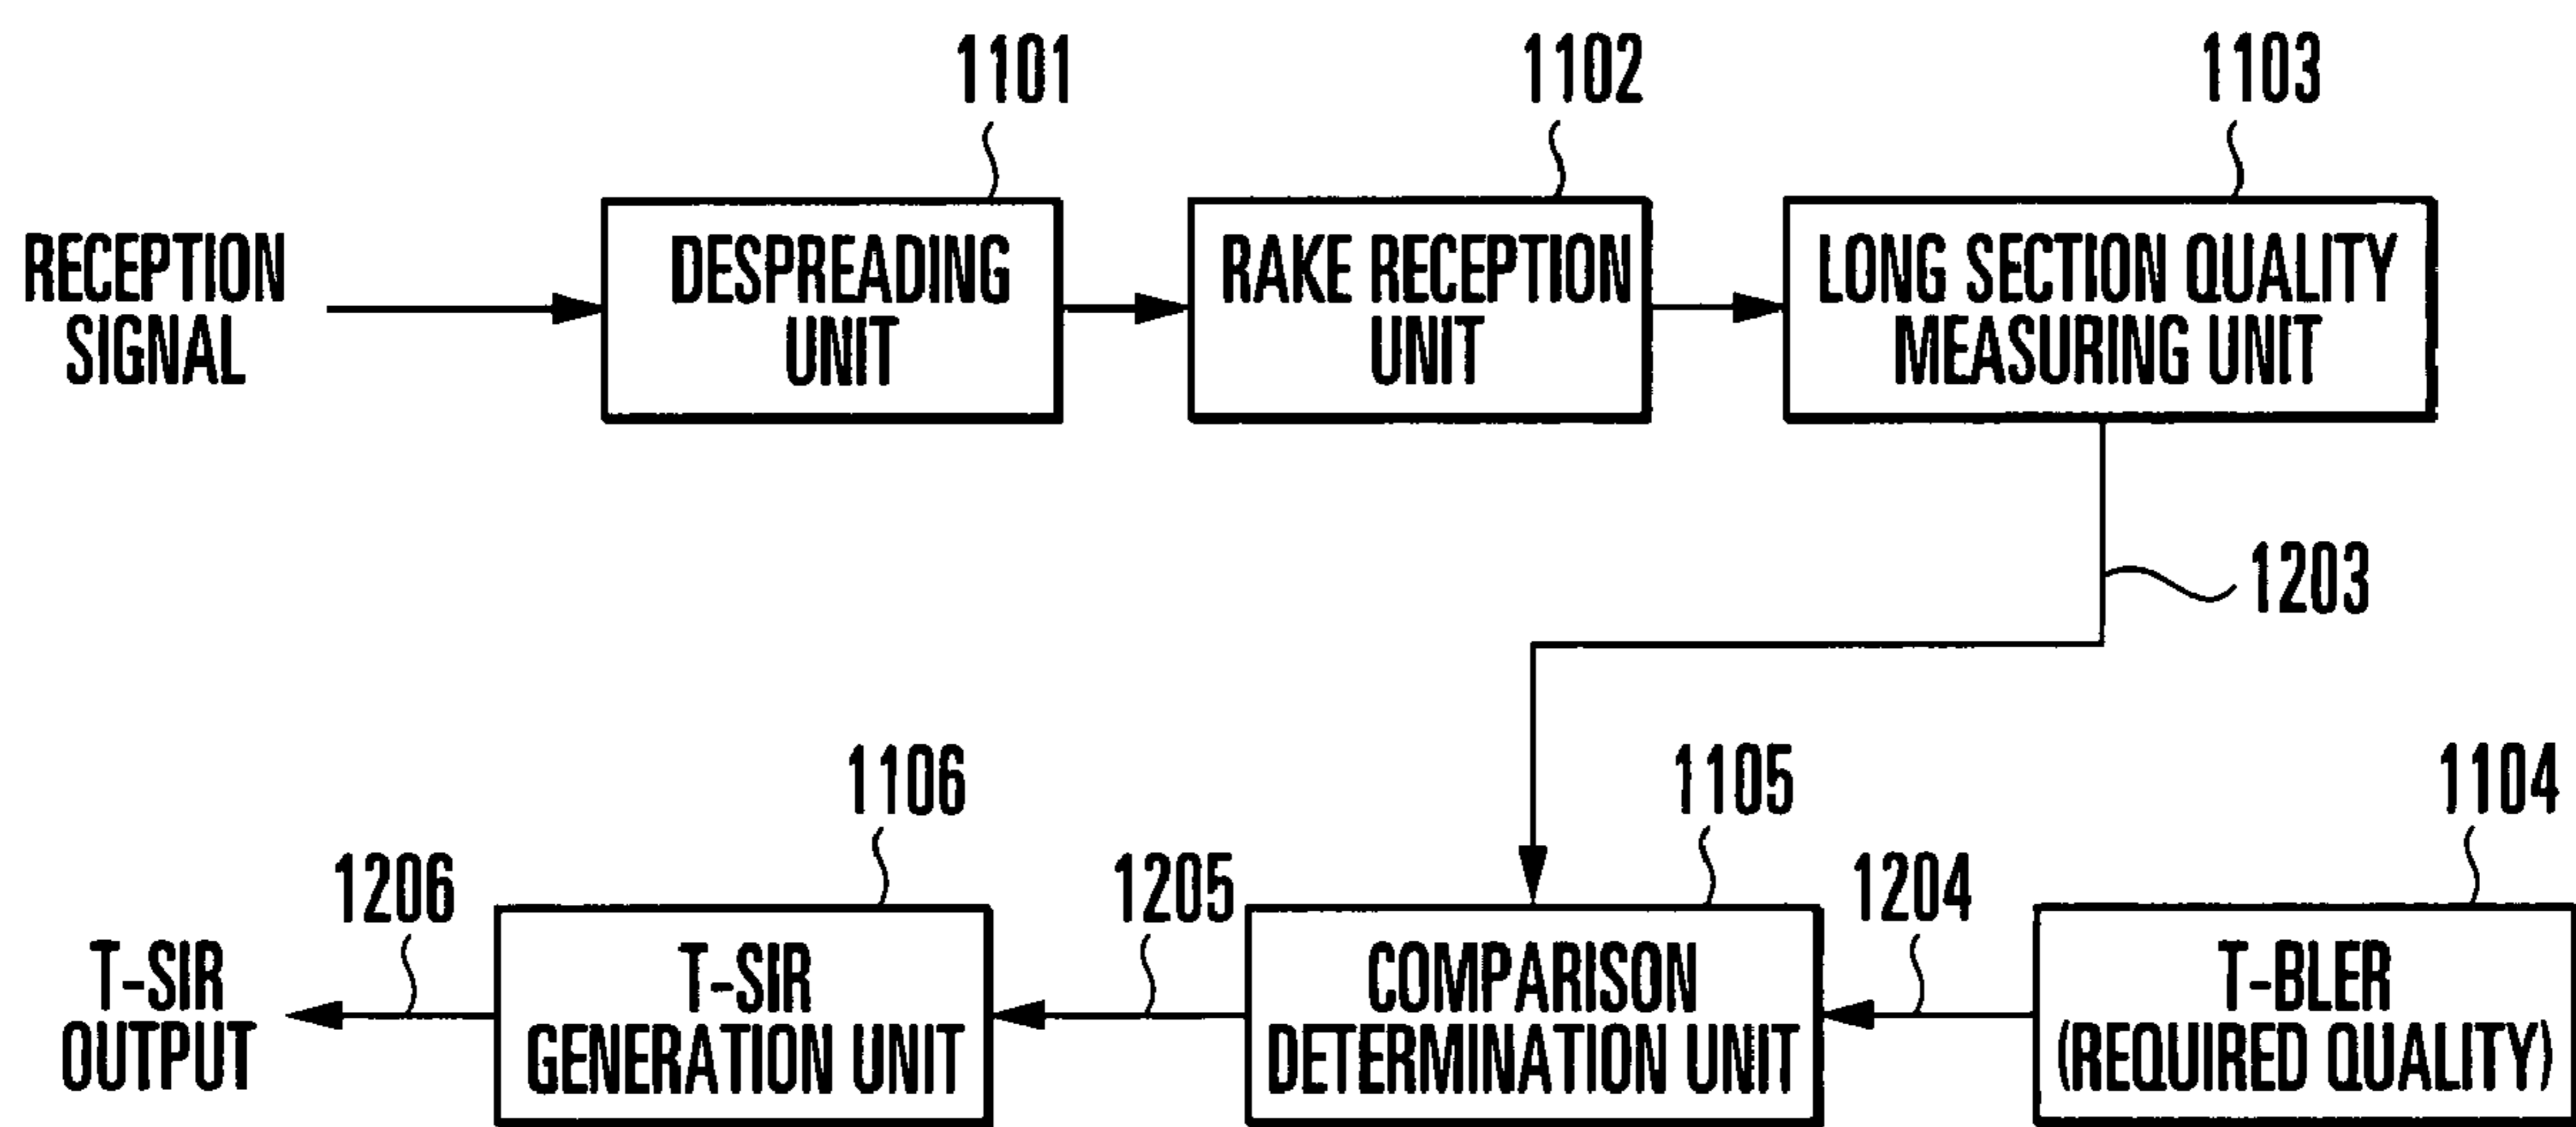 1101
1102
1103
RECEPTION
SIGNAL
DESPREADING
UNIT
RAKE RECEPTION
UNIT
LONG SECTION QUALITY
MEASURING UNIT
1203
1106
1105
1104
1206
1205
1204
T-SIR
OUTPUT
T-SIR
GENERATION UNIT
COMPARISON
DETERMINATION UNIT
T-BLER
(REQUIRED QUALITY)